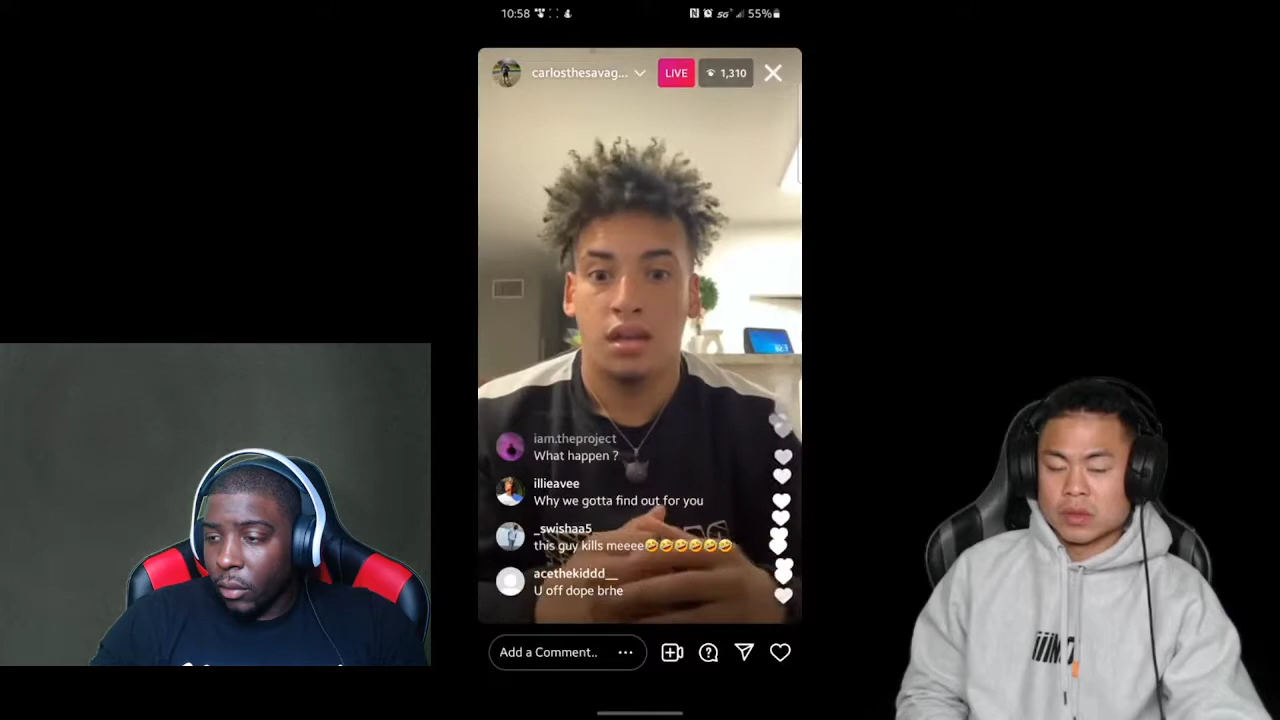 10:58
5G 55%
carlosthesavag...
LIVE
1,310
iam.theproject
What happen ?
illieavee
Why we gotta find out for you
_swishaa5
this guy kills meeee🤣🤣🤣🤣🤣🤣
acethekiddd__
U off dope brhe
Add a Comment..